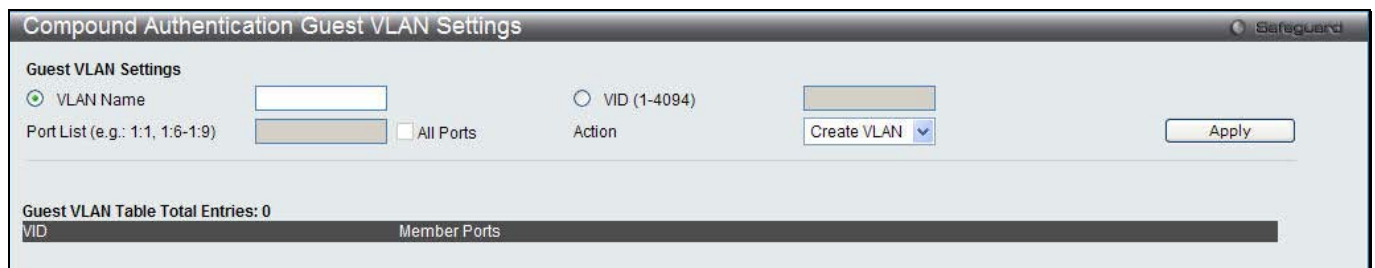 Compound Authentication Guest VLAN Settings
Safeguard
Guest VLAN Settings
VLAN Name
VID (1-4094)
Port List (e.g.: 1:1, 1:6-1:9)
All Ports
Action
Create VLAN
Apply
Guest VLAN Table Total Entries: 0
VID
Member Ports